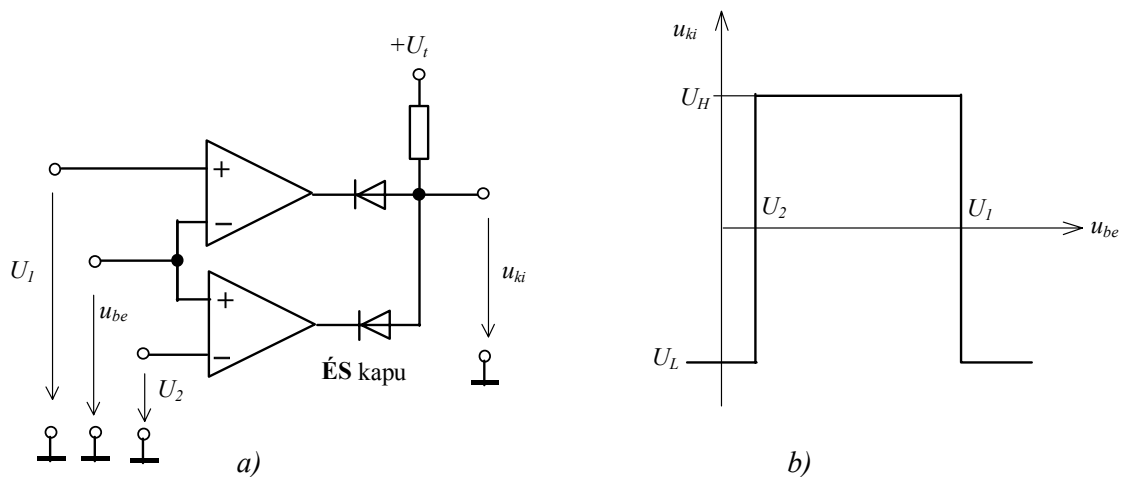 +U_t
+
−
U_1
u_be
+
−
U_2
ÉS kapu
u_ki
a)
u_ki
U_H
U_2
U_1
u_be
U_L
b)